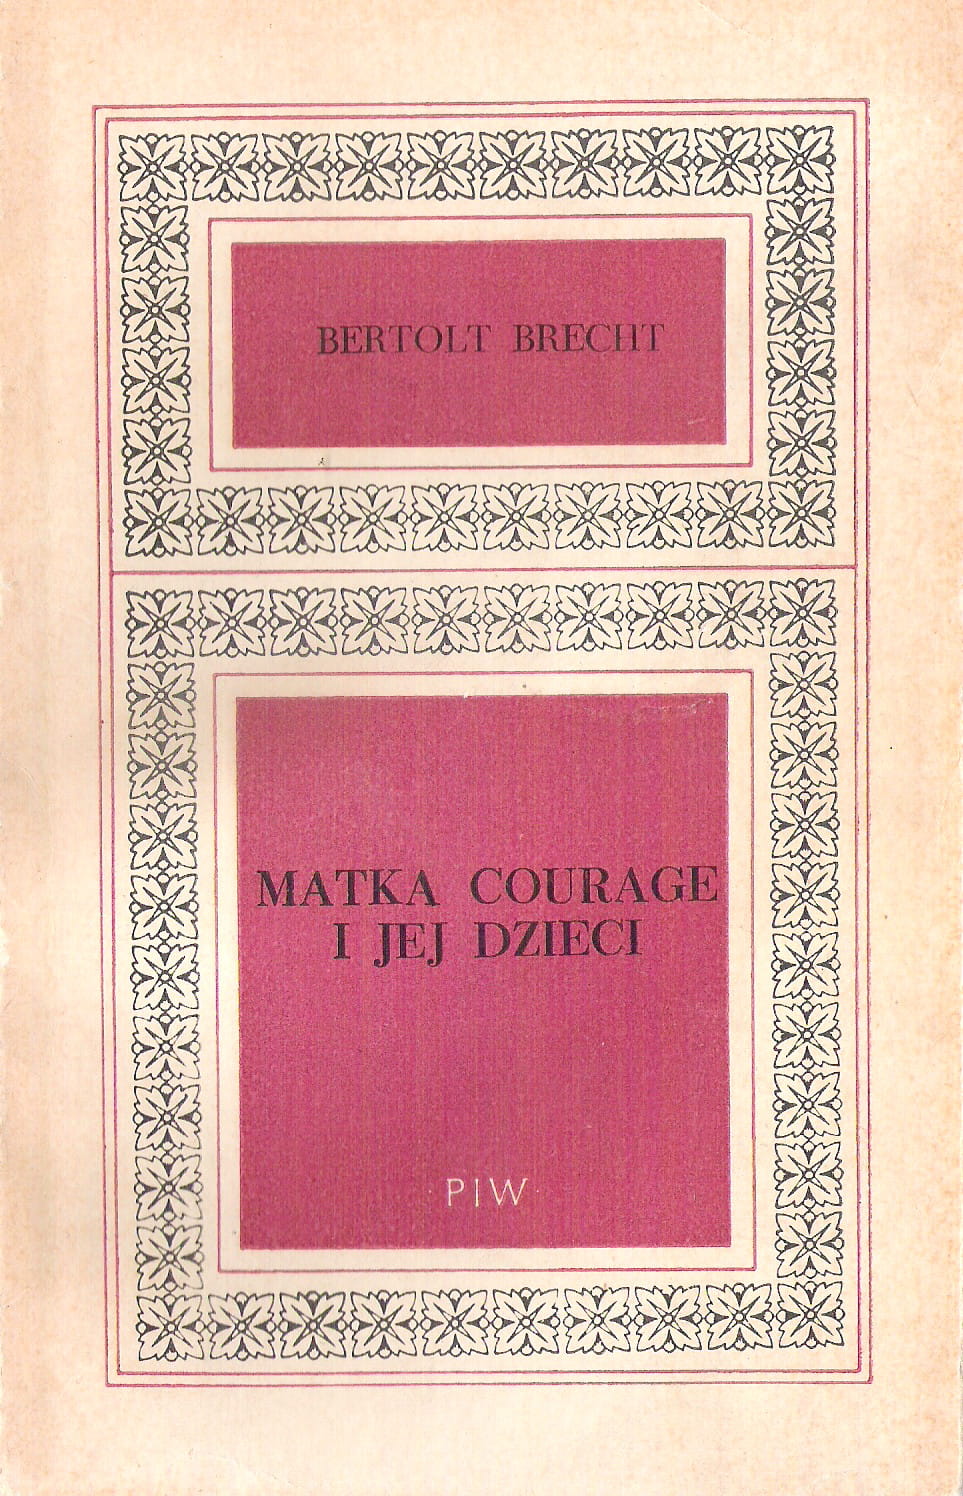 BERTOLT BRECHT
MATKA COURAGE
I JEJ DZIECI
PIW